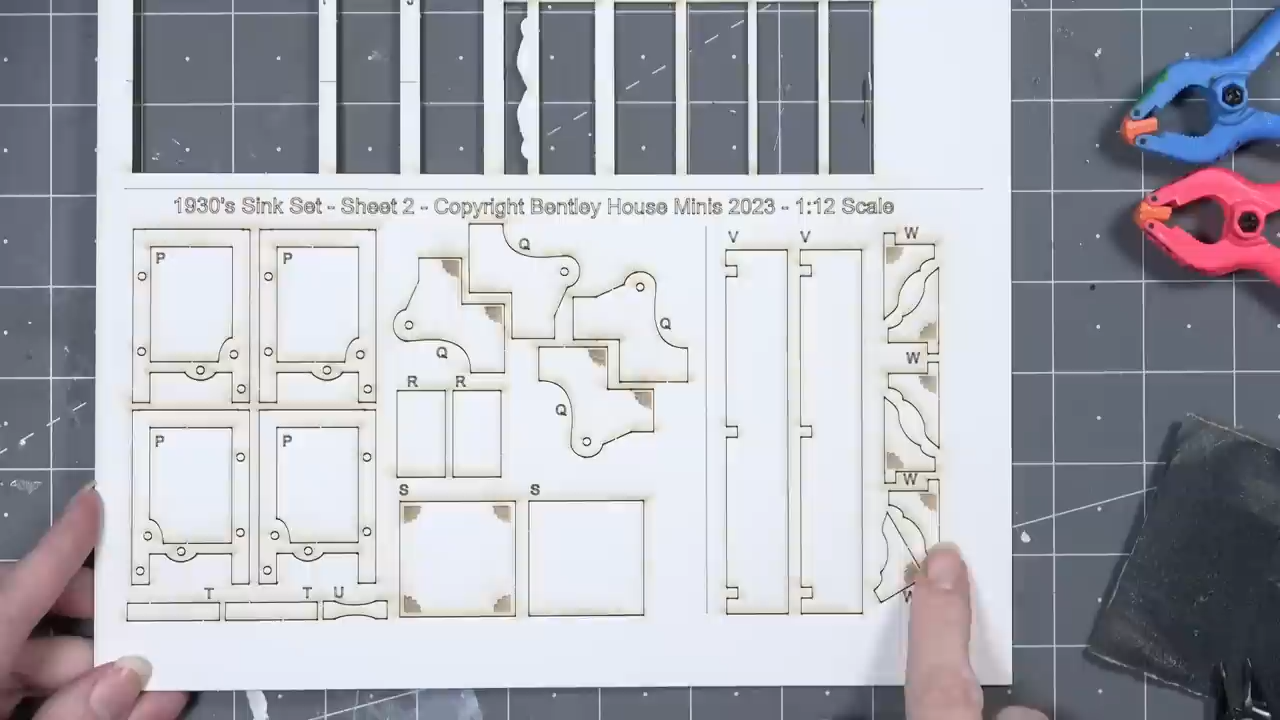 1930's Sink Set - Sheet 2 - Copyright Bentley House Minis 2023 - 1:12 Scale
P P Q Q V V W
Q Q
W
R R
Q
P P S S W
T T U
W